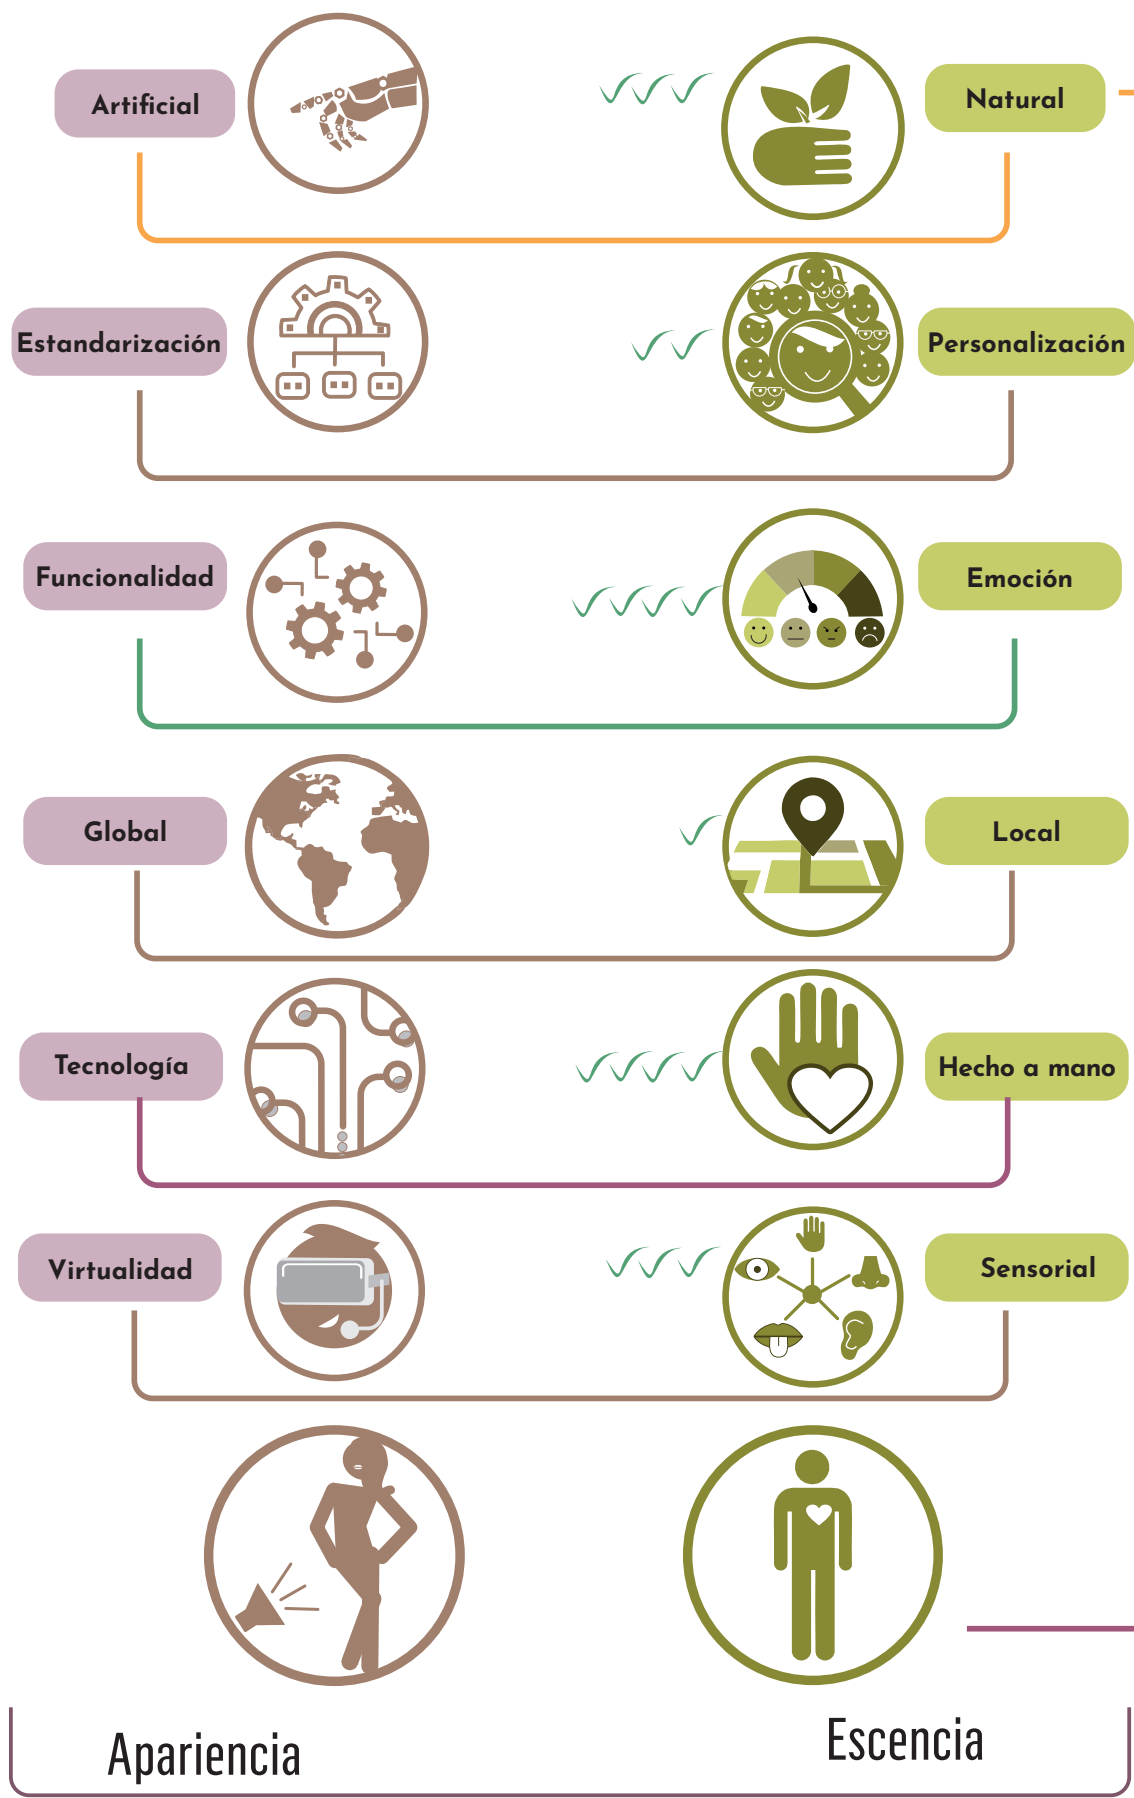 Artificial
Natural
Estandarización
Personalización
Funcionalidad
Emoción
Global
Local
Tecnología
Hecho a mano
Virtualidad
Sensorial
Apariencia
Escencia